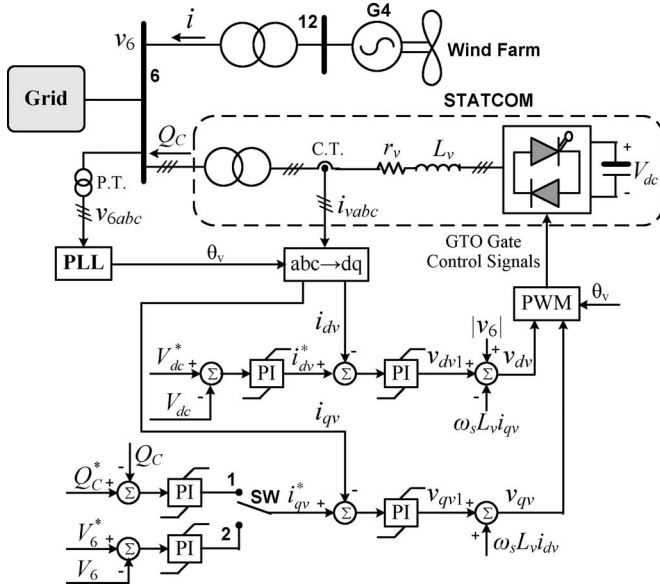 G4
12
i
v6
6
Wind Farm
Grid
STATCOM
QC
C.T.
rv
Lv
+
Vdc
-
P.T.
v6abc
ivabc
PLL
θv
abc→dq
GTO Gate
Control Signals
PWM
θv
idv
|v6|
+
V*dc
+
Σ
-
Vdc
PI
i*dv
+
-
Σ
PI
vdv1
+
Σ
-
vdv
ωsLviqv
iqv
-
QC
Q*C
+
Σ
PI
1
SW
i*qv
+
-
Σ
PI
vqv1
+
Σ
+
vqv
ωsLvidv
V*6
+
Σ
-
V6
PI
2